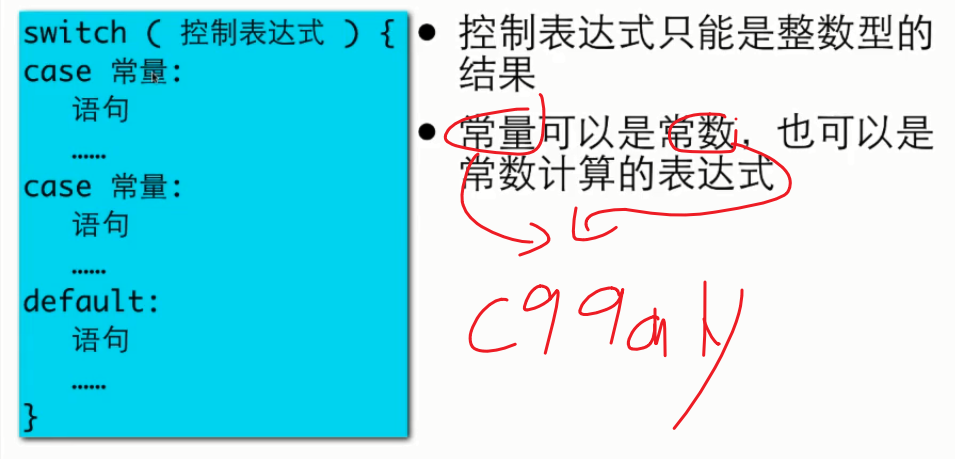 switch ( 控制表达式 ) {
case 常量:
语句
……
case 常量:
语句
……
default:
语句
……
}
● 控制表达式只能是整数型的
结果
● 常量可以是常数，也可以是
常数计算的表达式
c99only